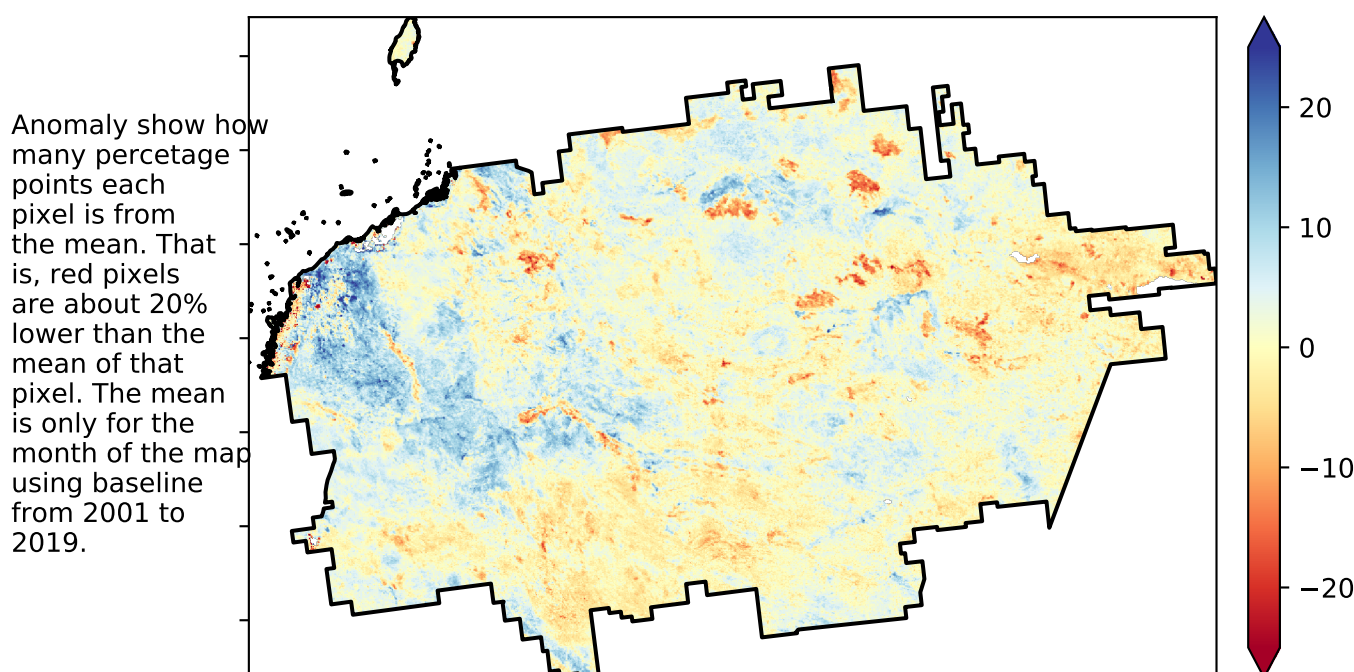 Anomaly show how
many percetage
points each
pixel is from
the mean. That
is, red pixels
are about 20%
lower than the
mean of that
pixel. The mean
is only for the
month of the map
using baseline
from 2001 to
2019.
20
10
0
−10
−20